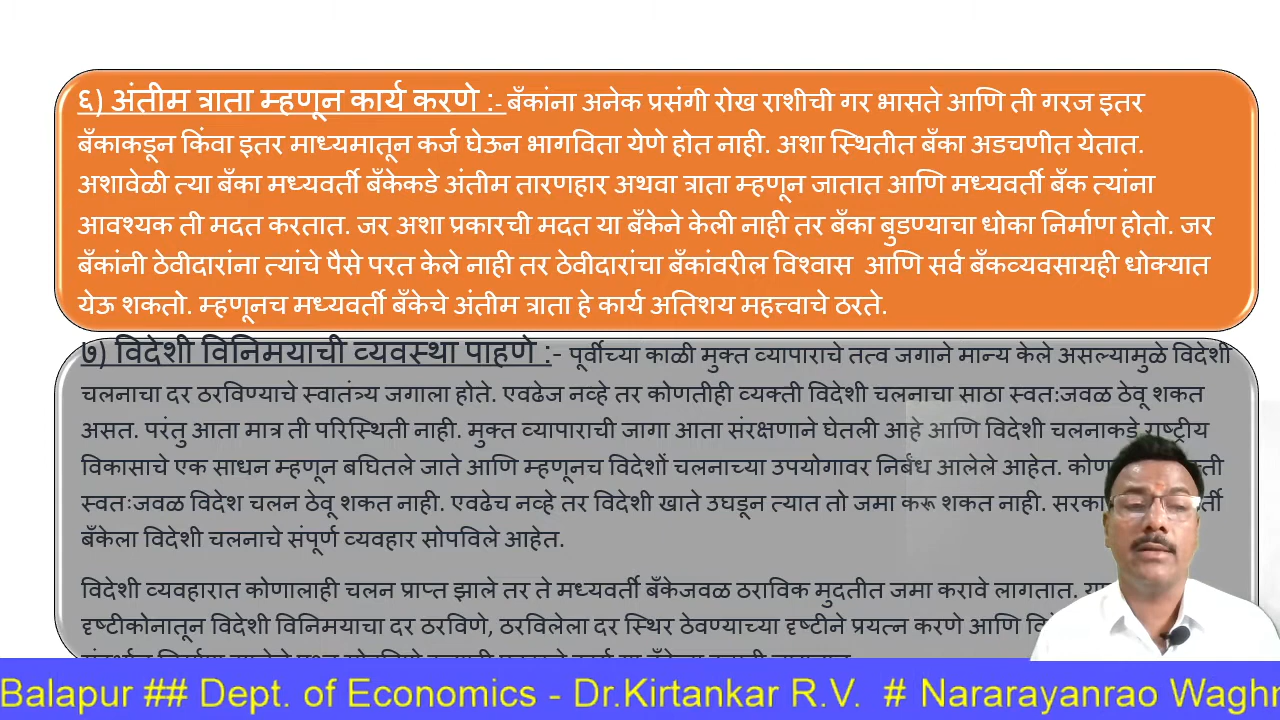 ६) अंतीम त्राता म्हणून कार्य करणे :- बँकांना अनेक प्रसंगी रोख राशीची गर भासते आणि ती गरज इतर
बँकाकडून किंवा इतर माध्यमातून कर्ज घेऊन भागविता येणे होत नाही. अशा स्थितीत बँका अडचणीत येतात.
अशावेळी त्या बँका मध्यवर्ती बँकेकडे अंतीम तारणहार अथवा त्राता म्हणून जातात आणि मध्यवर्ती बँक त्यांना
आवश्यक ती मदत करतात. जर अशा प्रकारची मदत या बँकेने केली नाही तर बँका बुडण्याचा धोका निर्माण होतो. जर
बँकांनी ठेवीदारांना त्यांचे पैसे परत केले नाही तर ठेवीदारांचा बँकांवरील विश्वास आणि सर्व बँकव्यवसायही धोक्यात
येऊ शकतो. म्हणूनच मध्यवर्ती बँकेचे अंतीम त्राता हे कार्य अतिशय महत्त्वाचे ठरते.
७) विदेशी विनिमयाची व्यवस्था पाहणे :- पूर्वीच्या काळी मुक्त व्यापाराचे तत्व जगाने मान्य केले असल्यामुळे विदेशी
चलनाचा दर ठरविण्याचे स्वातंत्र्य जगाला होते. एवढेज नव्हे तर कोणतीही व्यक्ती विदेशी चलनाचा साठा स्वत:जवळ ठेवू शकत
असत. परंतु आता मात्र ती परिस्थिती नाही. मुक्त व्यापाराची जागा आता संरक्षणाने घेतली आहे आणि विदेशी चलनाकडे राष्ट्रीय
विकासाचे एक साधन म्हणून बघितले जाते आणि म्हणूनच विदेशों चलनाच्या उपयोगावर निर्बंध आलेले आहेत.
स्वतःजवळ विदेश चलन ठेवू शकत नाही. एवढेच नव्हे तर विदेशी खाते उघडून त्यात तो जमा करू शकत नाही.
बँकेला विदेशी चलनाचे संपूर्ण व्यवहार सोपविले आहेत.
विदेशी व्यवहारात कोणालाही चलन प्राप्त झाले तर ते मध्यवर्ती बँकेजवळ ठराविक मुदतीत जमा करावे लागतात.
दृष्टीकोनातून विदेशी विनिमयाचा दर ठरविणे, ठरविलेला दर स्थिर ठेवण्याच्या दृष्टीने प्रयत्न करणे आणि
Balapur ## Dept. of Economics - Dr.Kirtankar R.V. # Nararayanrao Waghm